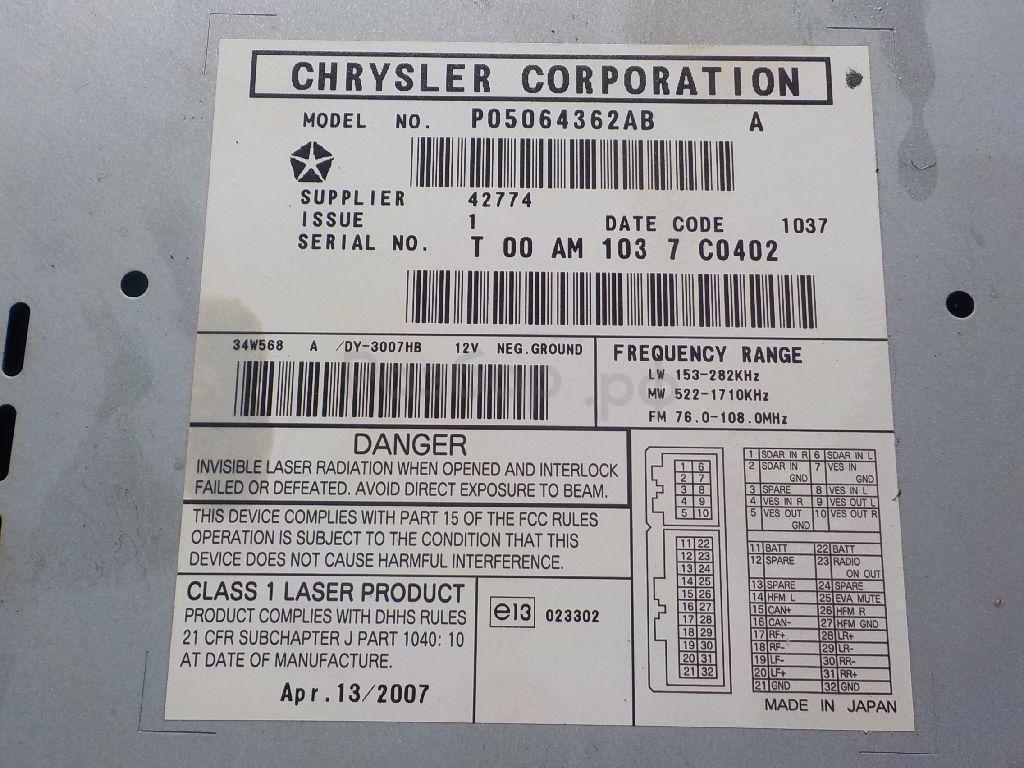 CHRYSLER CORPORATION
MODEL NO. P05064362AB A
SUPPLIER 42774
ISSUE 1 DATE CODE 1037
SERIAL NO. T 00 AM 103 7 C0402
34W568 A /DY-3007HB 12V NEG.GROUND
FREQUENCY RANGE
LW 153-282KHz
MW 522-1710KHz
FM 76.0-108.0MHz
DANGER
INVISIBLE LASER RADIATION WHEN OPENED AND INTERLOCK
FAILED OR DEFEATED. AVOID DIRECT EXPOSURE TO BEAM.
THIS DEVICE COMPLIES WITH PART 15 OF THE FCC RULES
OPERATION IS SUBJECT TO THE CONDITION THAT THIS
DEVICE DOES NOT CAUSE HARMFUL INTERFERENCE.
CLASS 1 LASER PRODUCT
PRODUCT COMPLIES WITH DHHS RULES
21 CFR SUBCHAPTER J PART 1040: 10
AT DATE OF MANUFACTURE.
Apr.13/2007
e13 023302
1 6
2 7
3 8
4 9
5 10
11 22
12 23
13 24
14 25
15 26
16 27
17 28
18 29
19 30
20 31
21 32
1 SDAR IN R 6 SDAR IN L
2 SDAR IN GND 7 VES IN GND
3 SPARE 8 VES IN L
4 VES IN R 9 VES OUT L
5 VES OUT GND 10 VES OUT R
11 BATT 22 BATT
12 SPARE 23 RADIO ON OUT
13 SPARE 24 SPARE
14 HFM L 25 EVA MUTE
15 CAN+ 26 HFM R
16 CAN- 27 HFM GND
17 RF+ 28 LR+
18 RF- 29 LR-
19 LF- 30 RR-
20 LF+ 31 RR+
21 GND 32 GND
MADE IN JAPAN